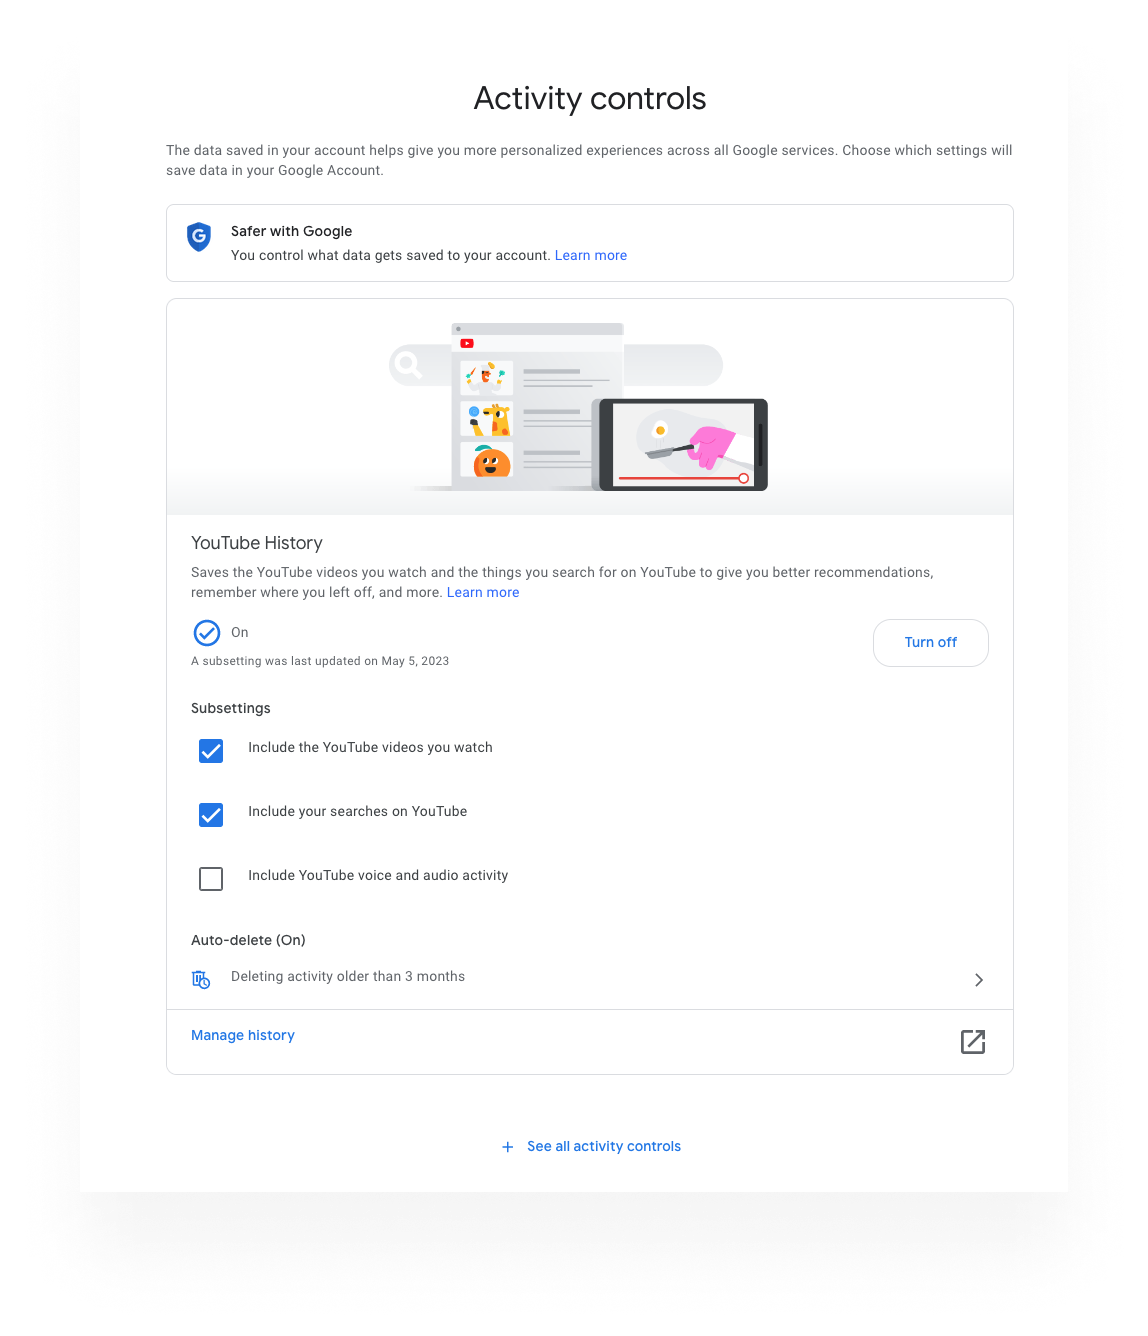 Activity controls
The data saved in your account helps give you more personalized experiences across all Google services. Choose which settings will
save data in your Google Account.
G
Safer with Google
You control what data gets saved to your account. Learn more
YouTube History
Saves the YouTube videos you watch and the things you search for on YouTube to give you better recommendations,
remember where you left off, and more. Learn more
On
Turn off
A subsetting was last updated on May 5, 2023
Subsettings
Include the YouTube videos you watch
Include your searches on YouTube
Include YouTube voice and audio activity
Auto-delete (On)
Deleting activity older than 3 months
Manage history
+ See all activity controls